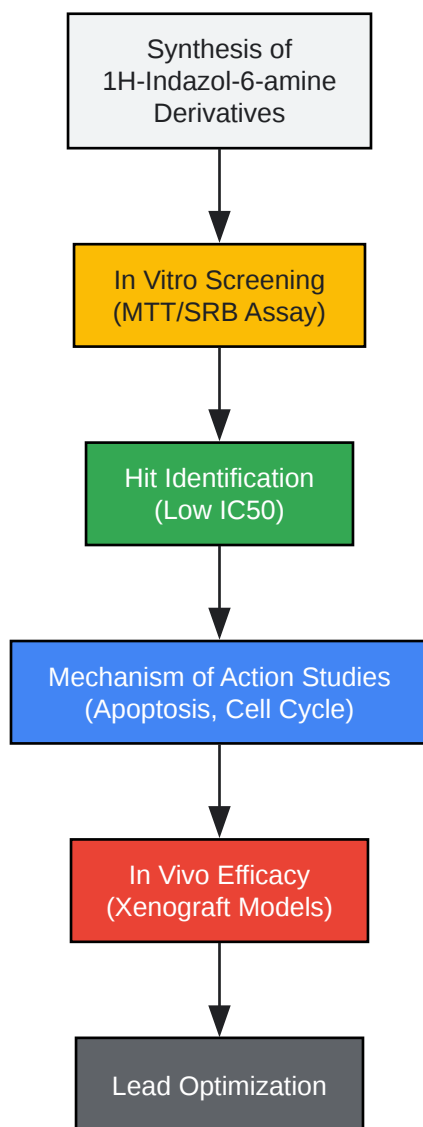 Synthesis of
1H-Indazol-6-amine
Derivatives
In Vitro Screening
(MTT/SRB Assay)
Hit Identification
(Low IC50)
Mechanism of Action Studies
(Apoptosis, Cell Cycle)
In Vivo Efficacy
(Xenograft Models)
Lead Optimization